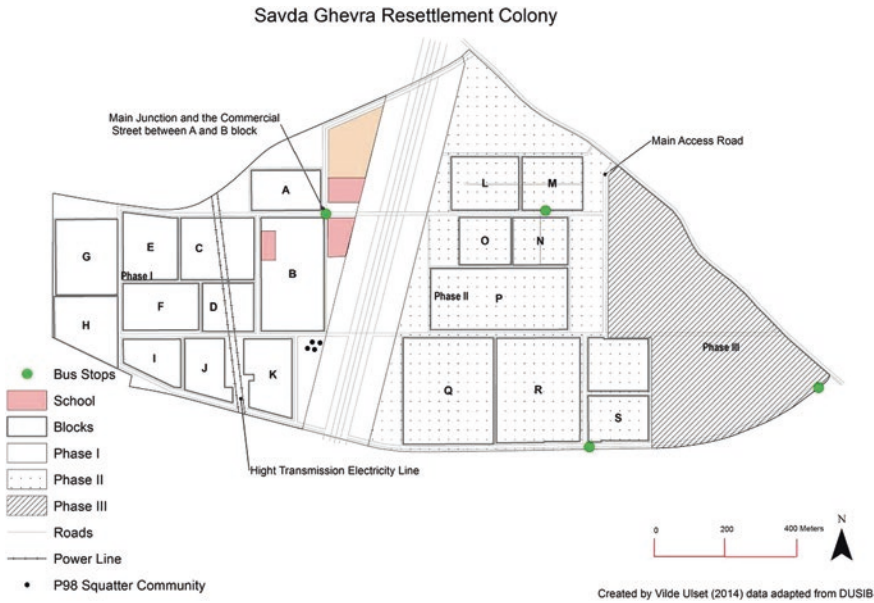 Savda Ghevra Resettlement Colony
Main Junction and the Commercial
Street between A and B block
Main Access Road
A
L
M
G
E
C
B
O
N
Phase I
F
D
Phase II
P
H
I
J
K
Q
R
S
Phase III
Bus Stops
School
Blocks
Phase I
Phase II
Phase III
Roads
Power Line
P98 Squatter Community
Hight Transmission Electricity Line
0 200 400 Meters
N
Created by Vilde Ulset (2014) data adapted from DUSIB